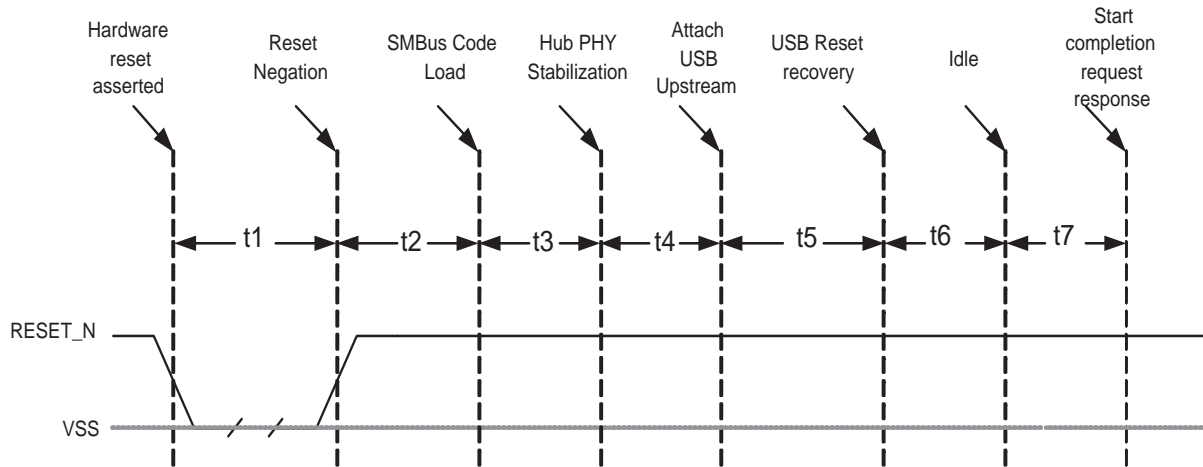 Hardware
reset
asserted
Reset
Negation
SMBus Code
Load
Hub PHY
Stabilization
Attach
USB
Upstream
USB Reset
recovery
Idle
Start
completion
request
response
t1
t2
t3
t4
t5
t6
t7
RESET_N
VSS